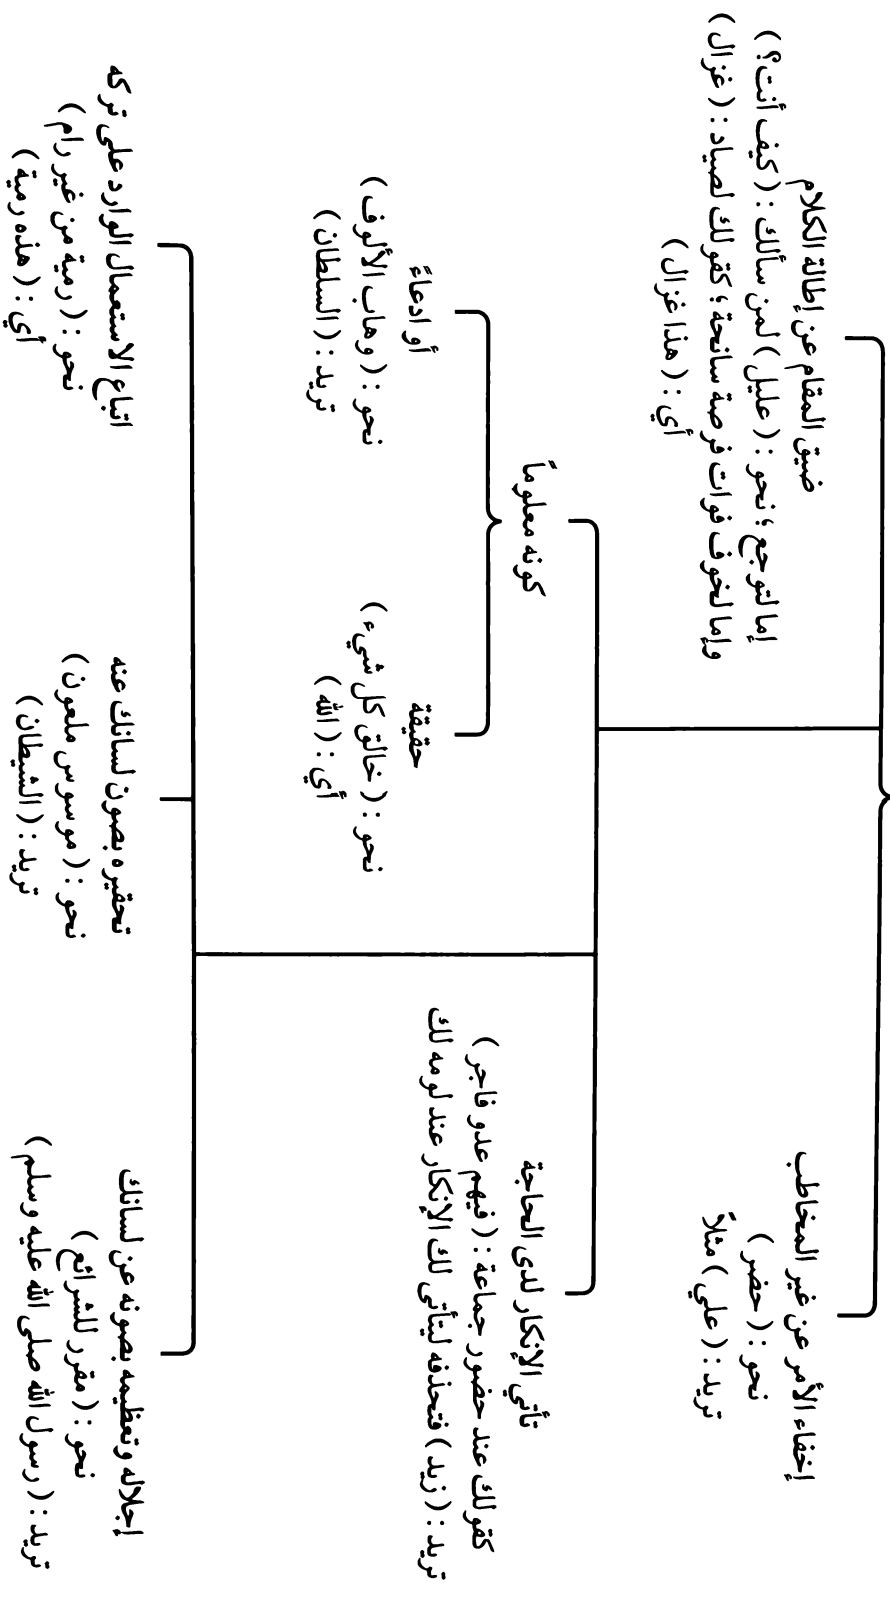 إخفاء الأمر عن غير المخاطب
نحو : ( حضر )
تريد : ( علي ) مثلاً
ضيق المقام عن إطالة الكلام
إما لتوجع ؛ نحو : ( عليل ) لمن سألك : ( كيف أنت ؟ )
وإما لخوف فوات فرصة سانحة ؛ كقولك لصياد : ( غزال )
أي : ( هذا غزال )
تأتي الإنكار لدى الحاجة
كقولك عند حضور جماعة : ( فيهم عدو فاجر )
تريد : ( زيد ) فتحذفه ليتأتى لك الإنكار عند لومه لك
كونه معلوماً
حقيقة
نحو : ( خالق كل شيء )
أي : ( الله )
أو ادعاءً
نحو : ( وهاب الألوف )
تريد : ( السلطان )
إجلاله وتعظيمه بصونه عن لسانك
نحو : ( مقرر للشرائع )
تريد : ( رسول الله صلى الله عليه وسلم )
تحقيره بصون لسانك عنه
نحو : ( موسوس ملعون )
تريد : ( الشيطان )
اتباع الاستعمال الوارد على تركه
نحو : ( رمية من غير رام )
أي : ( هذه رمية )